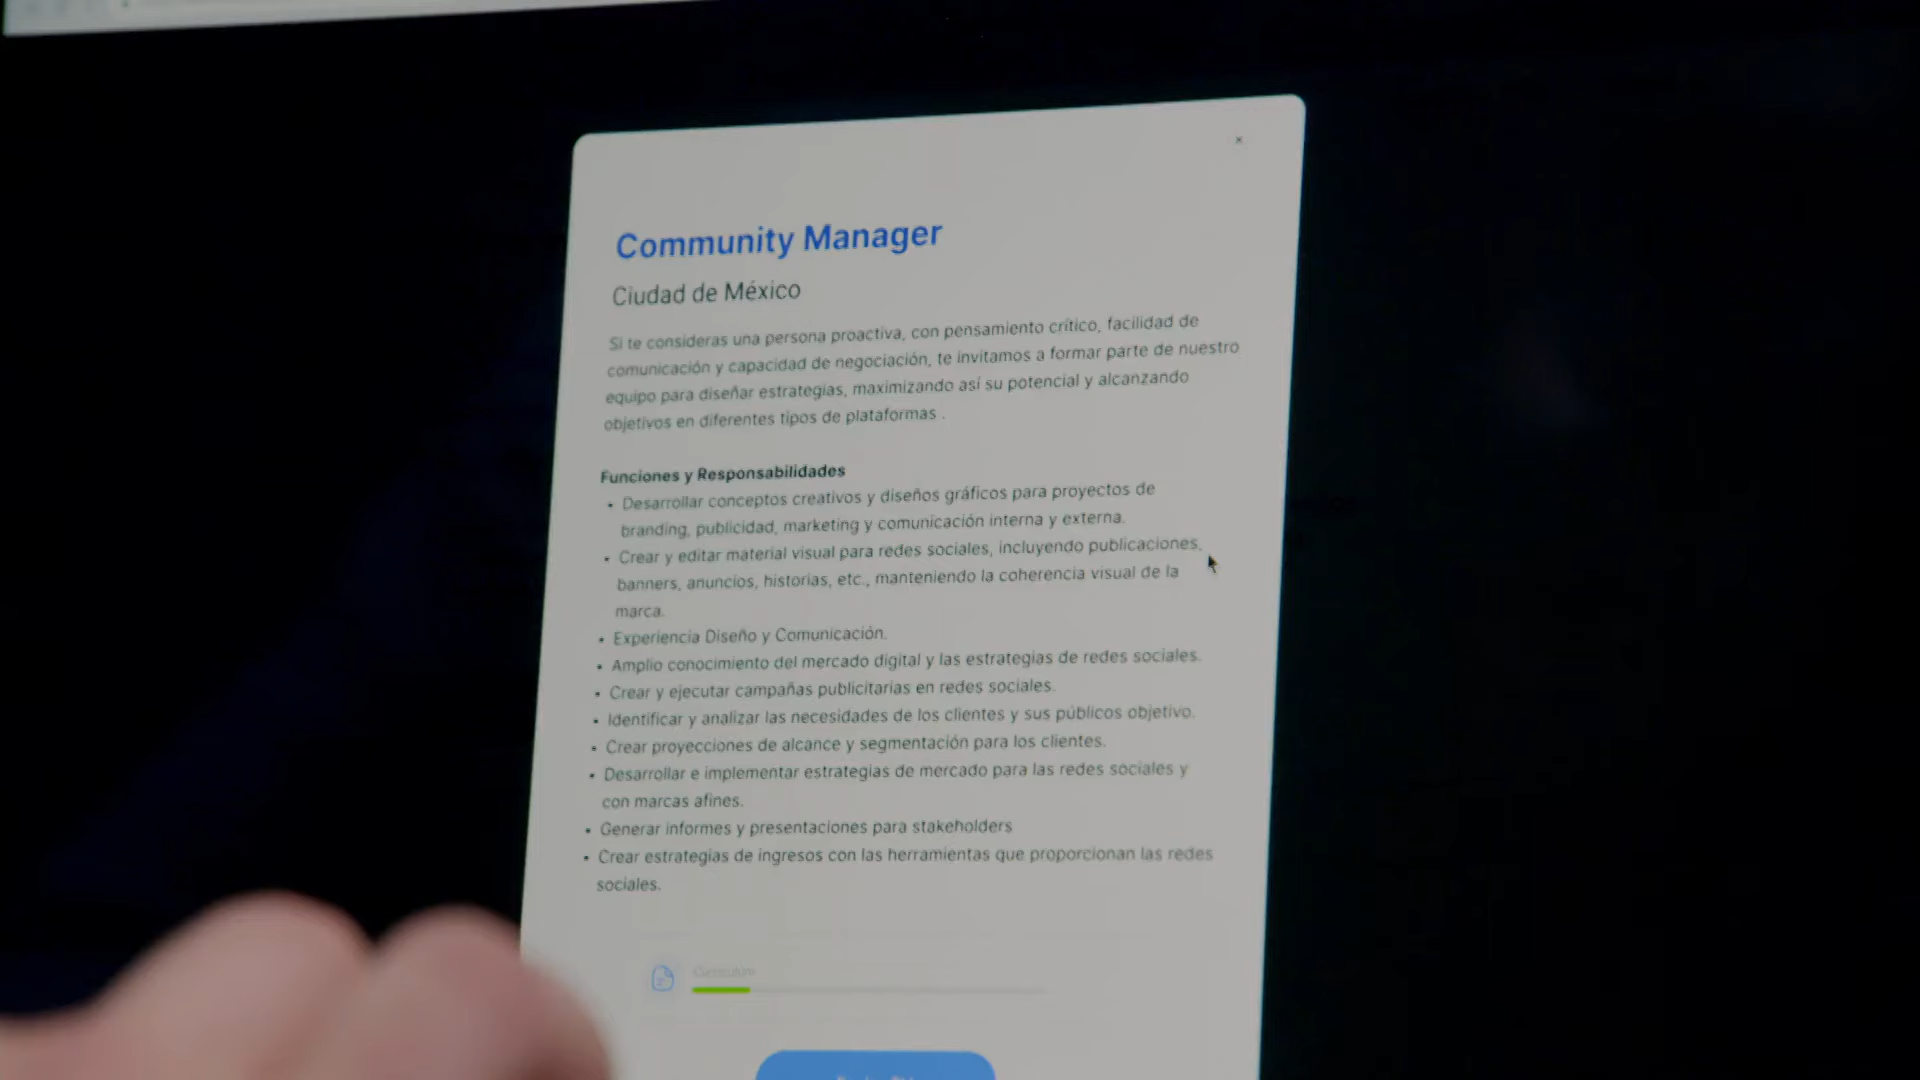 Community Manager
Ciudad de México
Si te consideras una persona proactiva, con pensamiento crítico, facilidad de
comunicación y capacidad de negociación, te invitamos a formar parte de nuestro
equipo para diseñar estrategias, maximizando así su potencial y alcanzando
objetivos en diferentes tipos de plataformas .
Funciones y Responsabilidades
• Desarrollar conceptos creativos y diseños gráficos para proyectos de
branding, publicidad, marketing y comunicación interna y externa.
• Crear y editar material visual para redes sociales, incluyendo publicaciones,
banners, anuncios, historias, etc., manteniendo la coherencia visual de la
marca.
• Experiencia Diseño y Comunicación.
• Amplio conocimiento del mercado digital y las estrategias de redes sociales.
• Crear y ejecutar campañas publicitarias en redes sociales.
• Identificar y analizar las necesidades de los clientes y sus públicos objetivo.
• Crear proyecciones de alcance y segmentación para los clientes.
• Desarrollar e implementar estrategias de mercado para las redes sociales y
con marcas afines.
• Generar informes y presentaciones para stakeholders
• Crear estrategias de ingresos con las herramientas que proporcionan las redes
sociales.
Curriculum